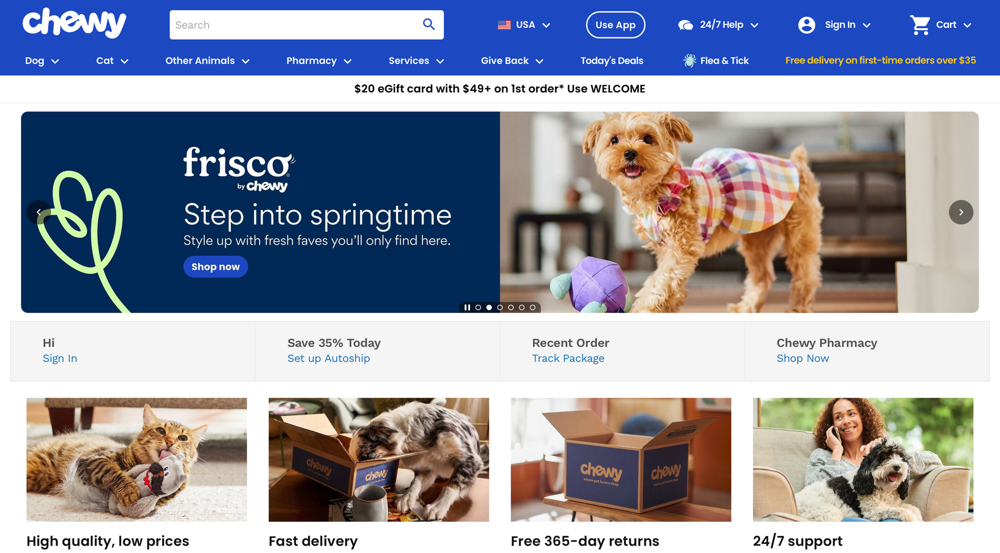 chewy
Search
USA
Use App
24/7 Help
Sign In
Cart
Dog
Cat
Other Animals
Pharmacy
Services
Give Back
Today's Deals
Flea & Tick
Free delivery on first-time orders over $35
$20 eGift card with $49+ on 1st order* Use WELCOME
frisco®
by chewy
Step into springtime
Style up with fresh faves you'll only find here.
Shop now
Hi
Sign In
Save 35% Today
Set up Autoship
Recent Order
Track Package
Chewy Pharmacy
Shop Now
chewy
chewy
chewy
where pet lovers shop
chewy
where pet lovers shop
High quality, low prices
Fast delivery
Free 365-day returns
24/7 support